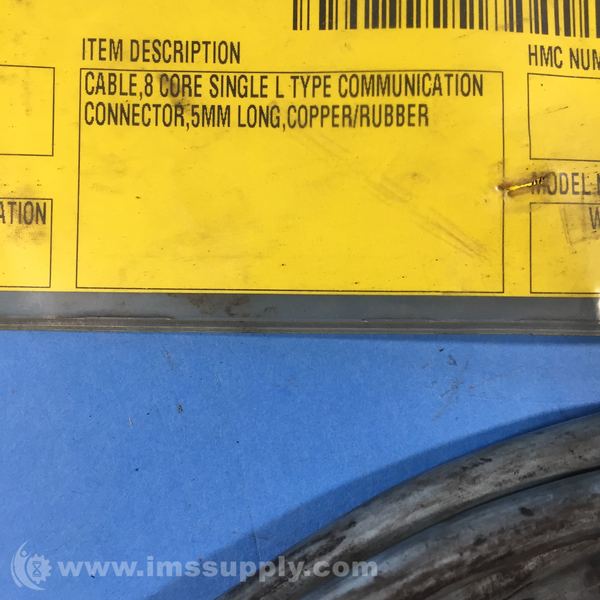 ITEM DESCRIPTION
HMC NUM
CABLE,8 CORE SINGLE L TYPE COMMUNICATION
CONNECTOR,5MM LONG,COPPER/RUBBER
MODEL
ATION
W
www.imssupply.com